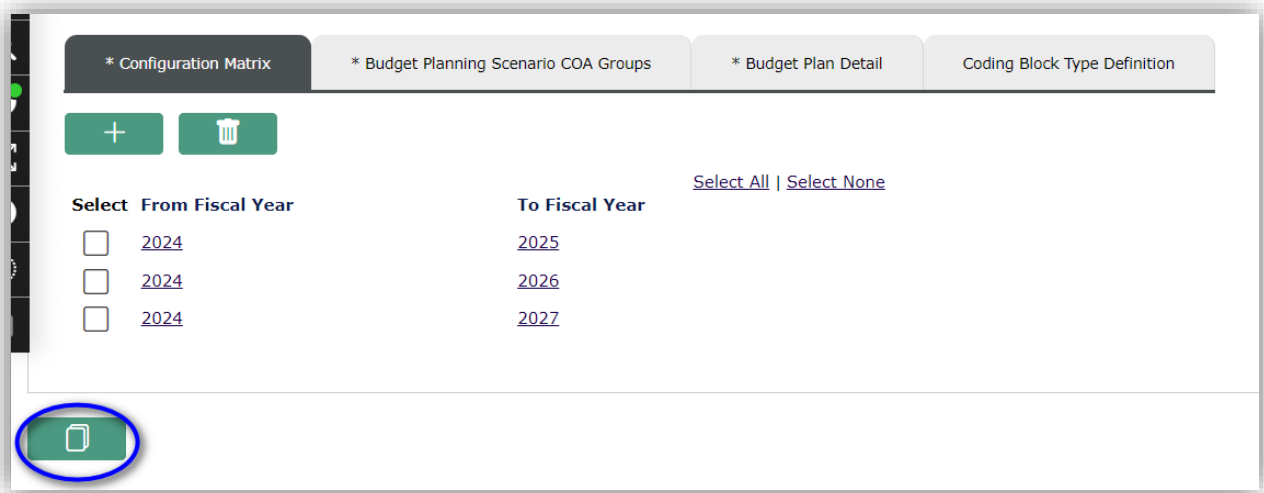 * Configuration Matrix * Budget Planning Scenario COA Groups * Budget Plan Detail Coding Block Type Definition
Select All | Select None
Select From Fiscal Year To Fiscal Year
2024 2025
2024 2026
2024 2027